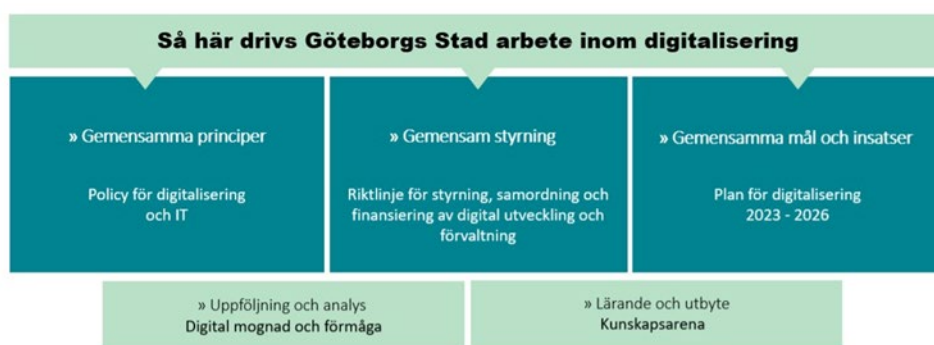 Så här drivs Göteborgs Stad arbete inom digitalisering
» Gemensamma principer
Policy för digitalisering
och IT
» Gemensam styrning
Riktlinje för styrning, samordning och
finansiering av digital utveckling och
förvaltning
» Gemensamma mål och insatser
Plan för digitalisering
2023 - 2026
» Uppföljning och analys
Digital mognad och förmåga
» Lärande och utbyte
Kunskapsarena